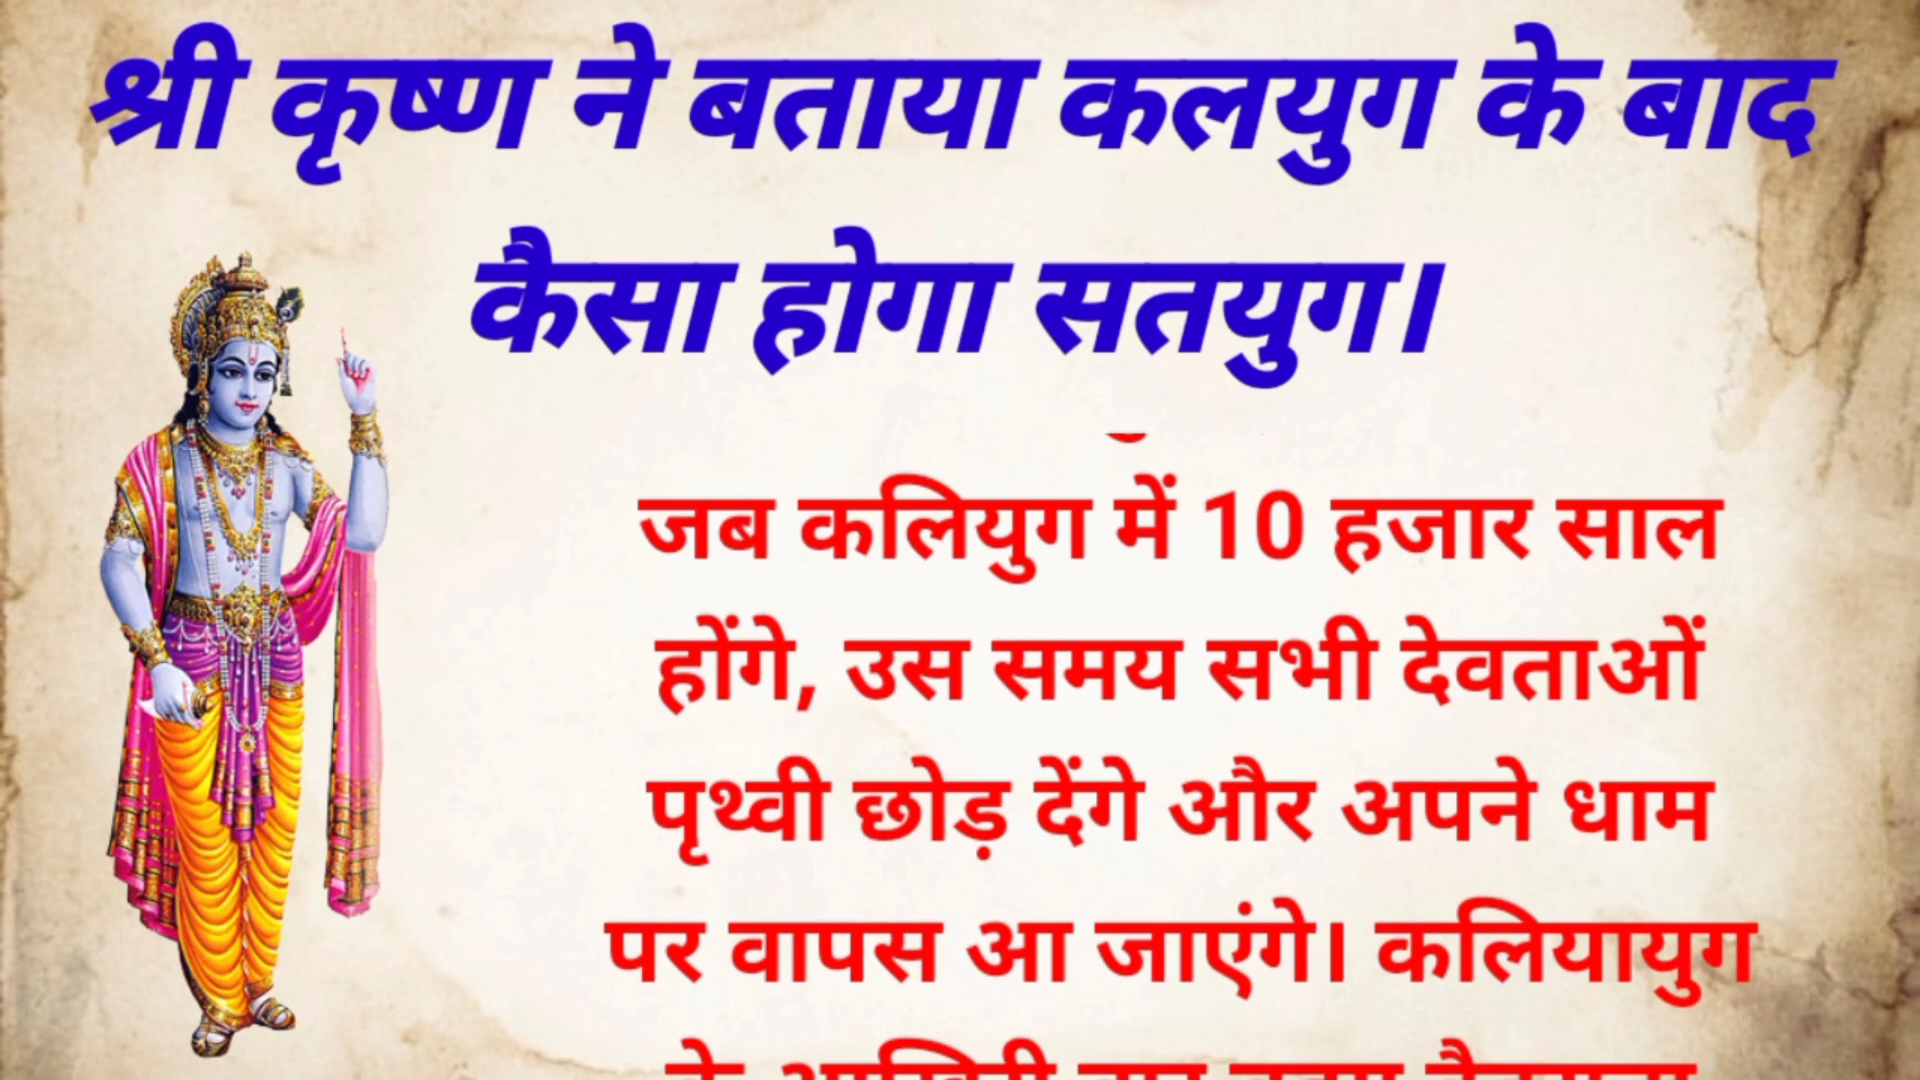 श्री कृष्ण ने बताया कलयुग के बाद
कैसा होगा सतयुग।
जब कलियुग में 10 हजार साल
होंगे, उस समय सभी देवताओं
पृथ्वी छोड़ देंगे और अपने धाम
पर वापस आ जाएंगे। कलियायुग